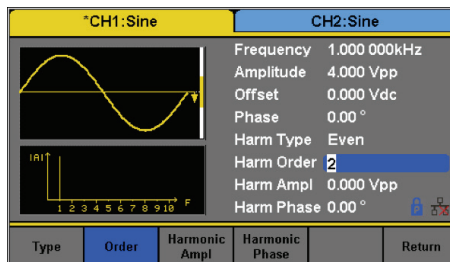 *CH1:Sine
CH2:Sine
Frequency 1.000 000kHz
Amplitude 4.000 Vpp
Offset 0.000 Vdc
Phase 0.00 °
Harm Type Even
Harm Order 2
Harm Ampl 0.000 Vpp
Harm Phase 0.00 °
|A|
1 2 3 4 5 6 7 8 9 10 F
P
Type
Order
Harmonic Ampl
Harmonic Phase
Return